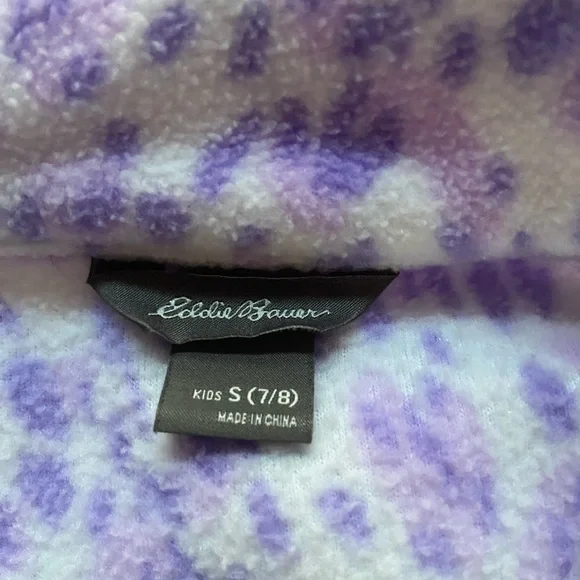 Eddie Bauer
KIDS S (7/8)
MADE IN CHINA